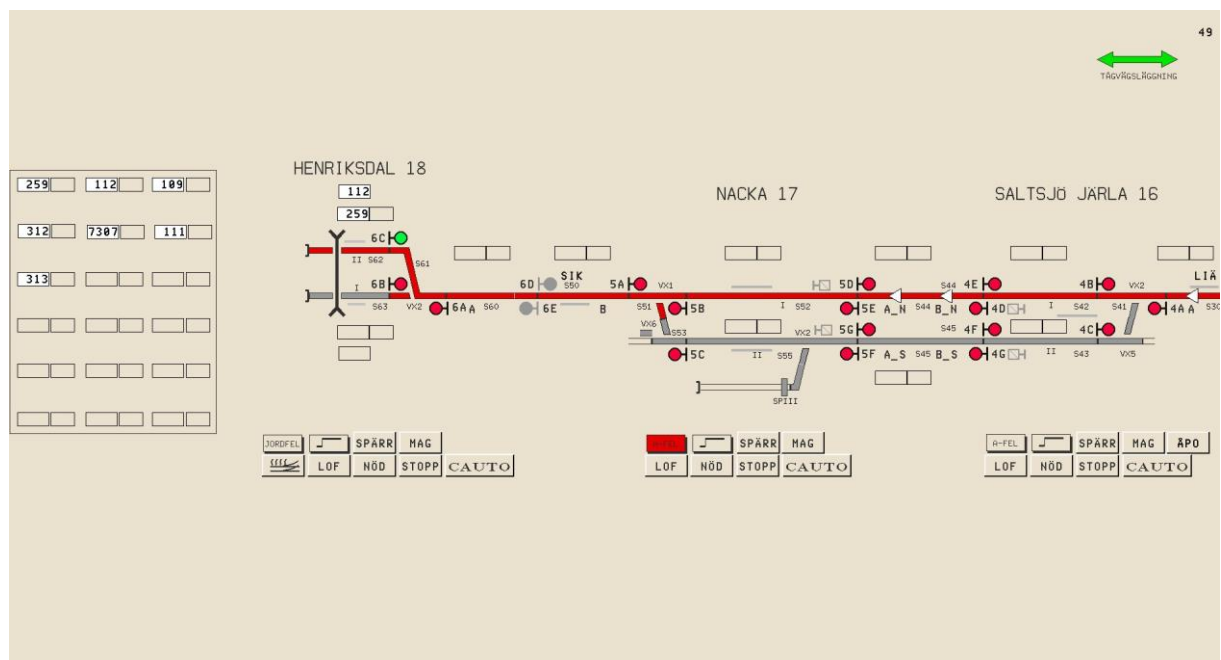 49
TÅGVÄGSLÄGGNING
HENRIKSDAL 18
259 112 109
112
NACKA 17
SALTSJÖ JÄRLA 16
259
312 7307 111
6C
II S62 S61
313
6B 6D SIK S50 5A VX1 5D S44 4E 4B VX2 LIÄ
I
S63 VX2 6A A S60 6E B S51 5B I S52 5E A_N S44 B_N 4D I S42 S41 4A A S30
VX6 S53 VX2 5G S45 4F 4C
5C II S55 5F A_S S45 B_S 4G II S43 VX5
SPIII
JORDFEL SPÄRR MAG A-FEL SPÄRR MAG A-FEL SPÄRR MAG ÄPO
LOF NÖD STOPP CAUTO LOF NÖD STOPP CAUTO LOF NÖD STOPP CAUTO